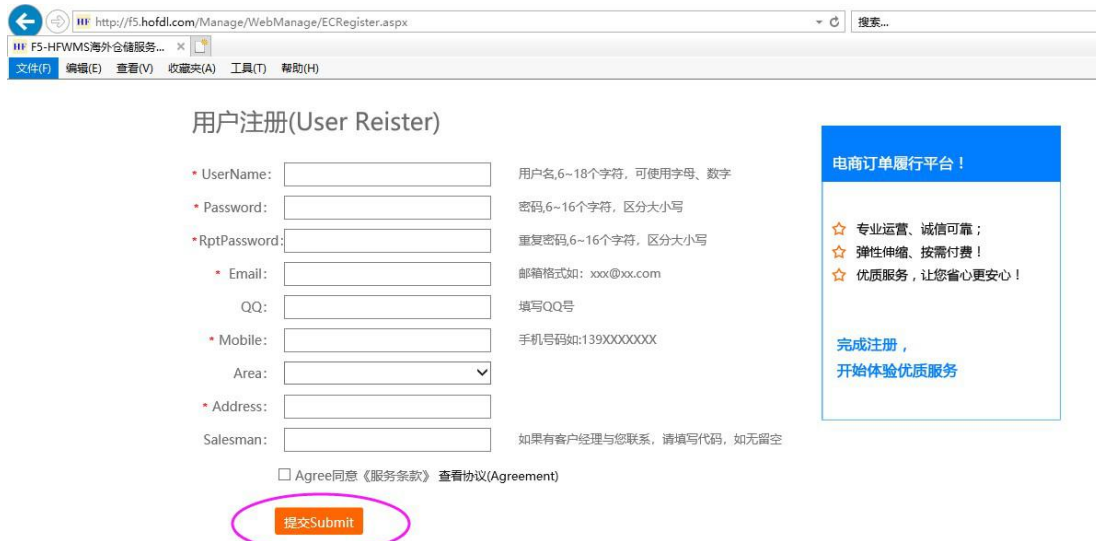 http://f5.hofdl.com/Manage/WebManage/ECRegister.aspx
搜索...
HF F5-HFWMS海外仓储服务...
文件(F) 编辑(E) 查看(V) 收藏夹(A) 工具(T) 帮助(H)
用户注册(User Reister)
* UserName: 用户名,6~18个字符，可使用字母、数字
* Password: 密码,6~16个字符，区分大小写
*RptPassword: 重复密码,6~16个字符，区分大小写
* Email: 邮箱格式如：xxx@xx.com
QQ: 填写QQ号
* Mobile: 手机号码如:139XXXXXXX
Area:
* Address:
Salesman: 如果有客户经理与您联系，请填写代码，如无留空
Agree同意《服务条款》 查看协议(Agreement)
提交Submit
电商订单履行平台！
专业运营、诚信可靠；
弹性伸缩、按需付费！
优质服务，让您省心更安心！
完成注册，
开始体验优质服务